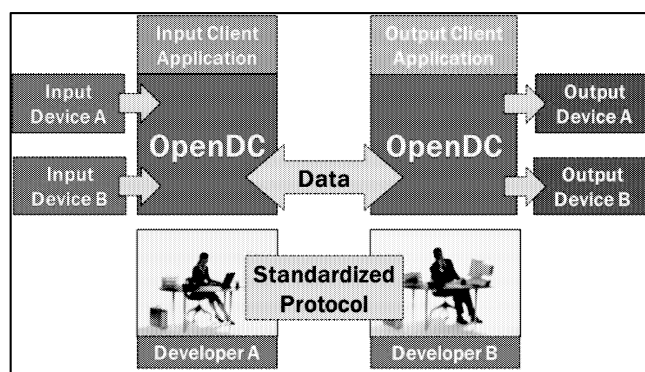 Input Client
Application
Output Client
Application
Input
Device A
OpenDC
OpenDC
Output
Device A
Data
Input
Device B
Output
Device B
Standardized
Protocol
Developer A
Developer B